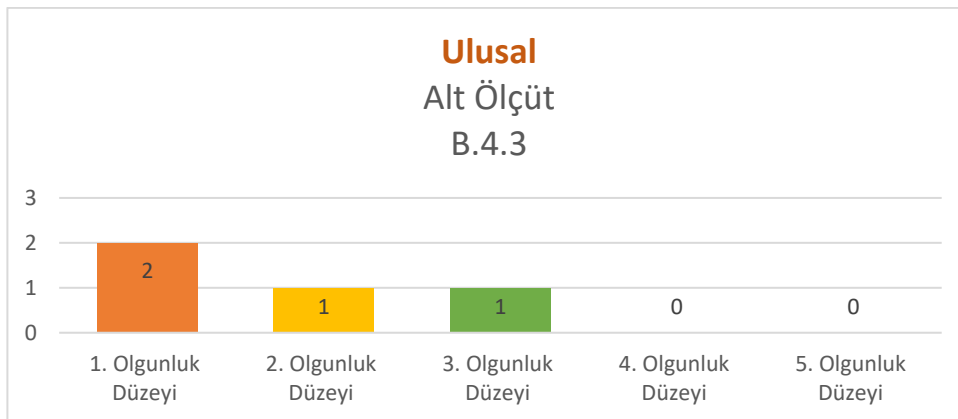 Ulusal
Alt Ölçüt
B.4.3
3
2
1
0
2
1
1
0
0
1. Olgunluk
Düzeyi
2. Olgunluk
Düzeyi
3. Olgunluk
Düzeyi
4. Olgunluk
Düzeyi
5. Olgunluk
Düzeyi